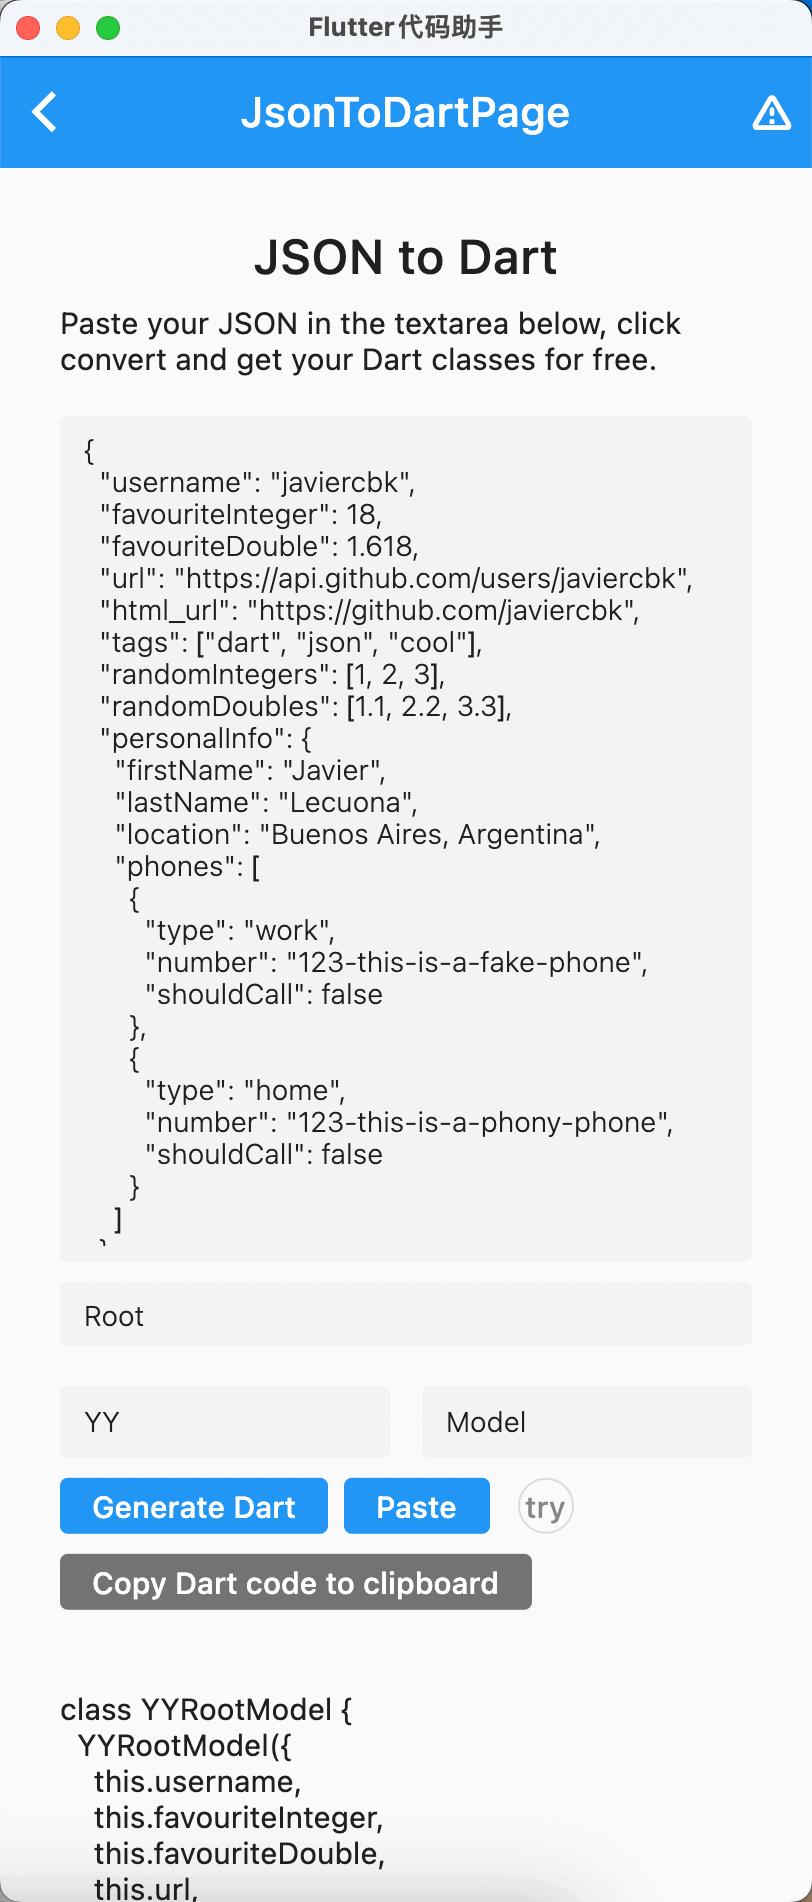 Flutter代码助手
JsonToDartPage
JSON to Dart
Paste your JSON in the textarea below, click
convert and get your Dart classes for free.
{
"username": "javiercbk",
"favouriteInteger": 18,
"favouriteDouble": 1.618,
"url": "https://api.github.com/users/javiercbk",
"html_url": "https://github.com/javiercbk",
"tags": ["dart", "json", "cool"],
"randomIntegers": [1, 2, 3],
"randomDoubles": [1.1, 2.2, 3.3],
"personalInfo": {
"firstName": "Javier",
"lastName": "Lecuona",
"location": "Buenos Aires, Argentina",
"phones": [
{
"type": "work",
"number": "123-this-is-a-fake-phone",
"shouldCall": false
},
{
"type": "home",
"number": "123-this-is-a-phony-phone",
"shouldCall": false
}
]
Root
YY
Model
Generate Dart
Paste
try
Copy Dart code to clipboard
class YYRootModel {
YYRootModel({
this.username,
this.favouriteInteger,
this.favouriteDouble,
this.url,